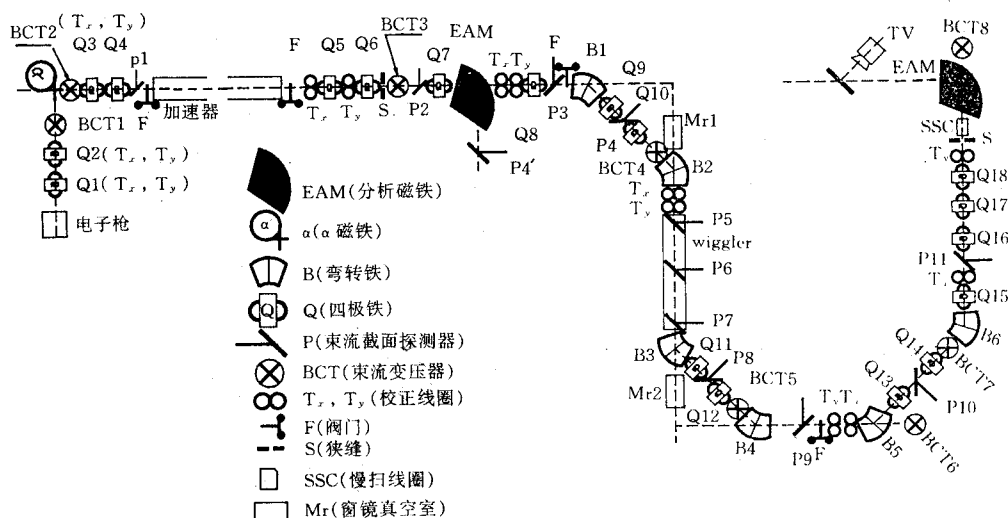 BCT2
(Tx, Ty)
Q3 Q4
p1
α
F
加速器
BCT1
Q2(Tx, Ty)
Q1(Tx, Ty)
电子枪
F
Q5 Q6
BCT3
Q7
EAM
Tx Ty S P2
TxTy
F
B1
P3
Q8
P4'
Q9
Q10
P4
BCT4
Mr1
B2
Tx
Ty
P5
wiggler
P6
P7
B3
Q11
P8
Mr2
Q12
BCT5
B4
P9
F
B5
BCT6
P10
Q13
Q14
BCT7
B6
Q15
P11
Q16
Q17
Q18
S
SSC
EAM
BCT8
TV
EAM(分析磁铁)
α
α(α磁铁)
B(弯转铁)
Q
Q(四极铁)
P(束流截面探测器)
BCT(束流变压器)
Tx, Ty(校正线圈)
F(阀门)
S(狭缝)
SSC(慢扫线圈)
Mr(窗镜真空室)